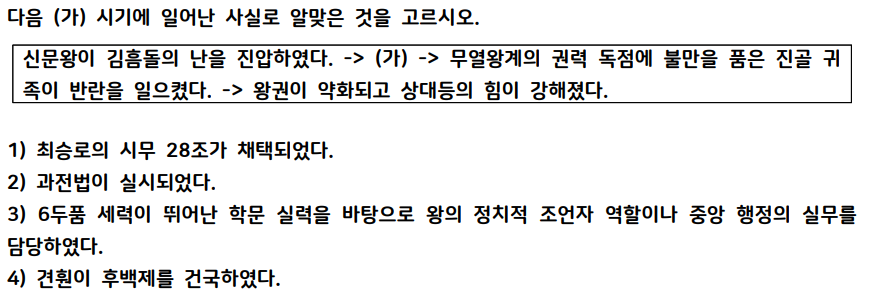 다음 (가) 시기에 일어난 사실로 알맞은 것을 고르시오.
신문왕이 김흠돌의 난을 진압하였다. -> (가) -> 무열왕계의 권력 독점에 불만을 품은 진골 귀
족이 반란을 일으켰다. -> 왕권이 약화되고 상대등의 힘이 강해졌다.
1) 최승로의 시무 28조가 채택되었다.
2) 과전법이 실시되었다.
3) 6두품 세력이 뛰어난 학문 실력을 바탕으로 왕의 정치적 조언자 역할이나 중앙 행정의 실무를
담당하였다.
4) 견훤이 후백제를 건국하였다.